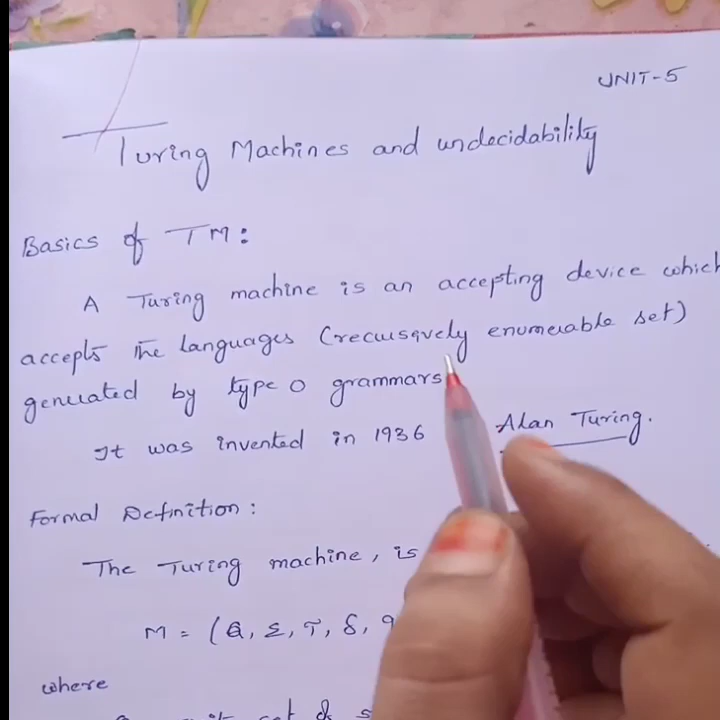 UNIT-5
Turing Machines and undecidability
Basics of TM:
A Turing machine is an accepting device which
accepts the languages (recursively enumerable set)
generated by type 0 grammars
It was invented in 1936 Alan Turing.
Formal Definition:
The Turing machine, is
M = (Q, Σ, Τ, δ, q
where
set of s